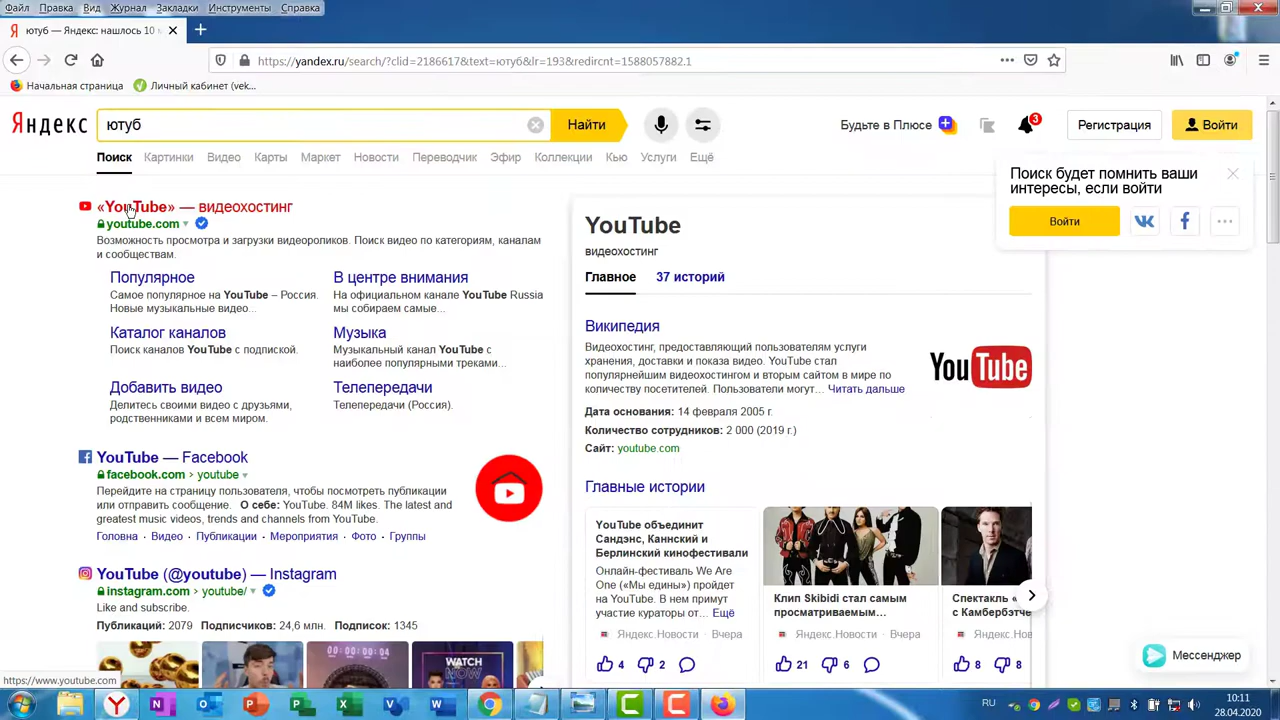 Файл Правка Вид Журнал Закладки Инструменты Справка
ютуб — Яндекс: нашлось 10 м
https://yandex.ru/search/?clid=2186617&text=ютуб&lr=193&redircnt=1588057882.1
Начальная страница Личный кабинет (vek...
Яндекс ютуб Найти Будьте в Плюсе 3 Регистрация Войти
Поиск Картинки Видео Карты Маркет Новости Переводчик Эфир Коллекции Кью Услуги Ещё
Поиск будет помнить ваши
интересы, если войти
Войти
«YouTube» — видеохостинг
youtube.com
Возможность просмотра и загрузки видеороликов. Поиск видео по категориям, каналам
и сообществам.
Популярное
Самое популярное на YouTube – Россия.
Новые музыкальные видео...
В центре внимания
На официальном канале YouTube Russia
мы собираем самые...
Каталог каналов
Поиск каналов YouTube с подпиской.
Музыка
Музыкальный канал YouTube с
наиболее популярными треками...
Добавить видео
Делитесь своими видео с друзьями,
родственниками и всем миром.
Телепередачи
Телепередачи (Россия).
YouTube — Facebook
facebook.com › youtube
Перейдите на страницу пользователя, чтобы посмотреть публикации
или отправить сообщение. О себе: YouTube. 84M likes. The latest and
greatest music videos, trends and channels from YouTube.
Головна · Видео · Публикации · Мероприятия · Фото · Группы
YouTube (@youtube) — Instagram
instagram.com › youtube/
Like and subscribe.
Публикаций: 2079 Подписчиков: 24,6 млн. Подписок: 1345
WATCH
NOW
YouTube
видеохостинг
Главное 37 историй
Википедия
Видеохостинг, предоставляющий пользователям услуги
хранения, доставки и показа видео. YouTube стал
популярнейшим видеохостингом и вторым сайтом в мире по
количеству посетителей. Пользователи могут... Читать дальше
YouTube
Дата основания: 14 февраля 2005 г.
Количество сотрудников: 2 000 (2019 г.)
Сайт: youtube.com
Главные истории
YouTube объединит
Сандэнс, Каннский и
Берлинский кинофестивали
Онлайн-фестиваль We Are
One («Мы едины») пройдет
на YouTube. В нем примут
участие кураторы от... Ещё
Яндекс.Новости · Вчера
4 2
Клип Skibidi стал самым
просматриваемым...
Яндекс.Новости · Вчера
21 6
Спектакль «
с Камбербэтче
Яндекс.Новости
8 8
Мессенджер
https://www.youtube.com
RU 10:11
28.04.2020